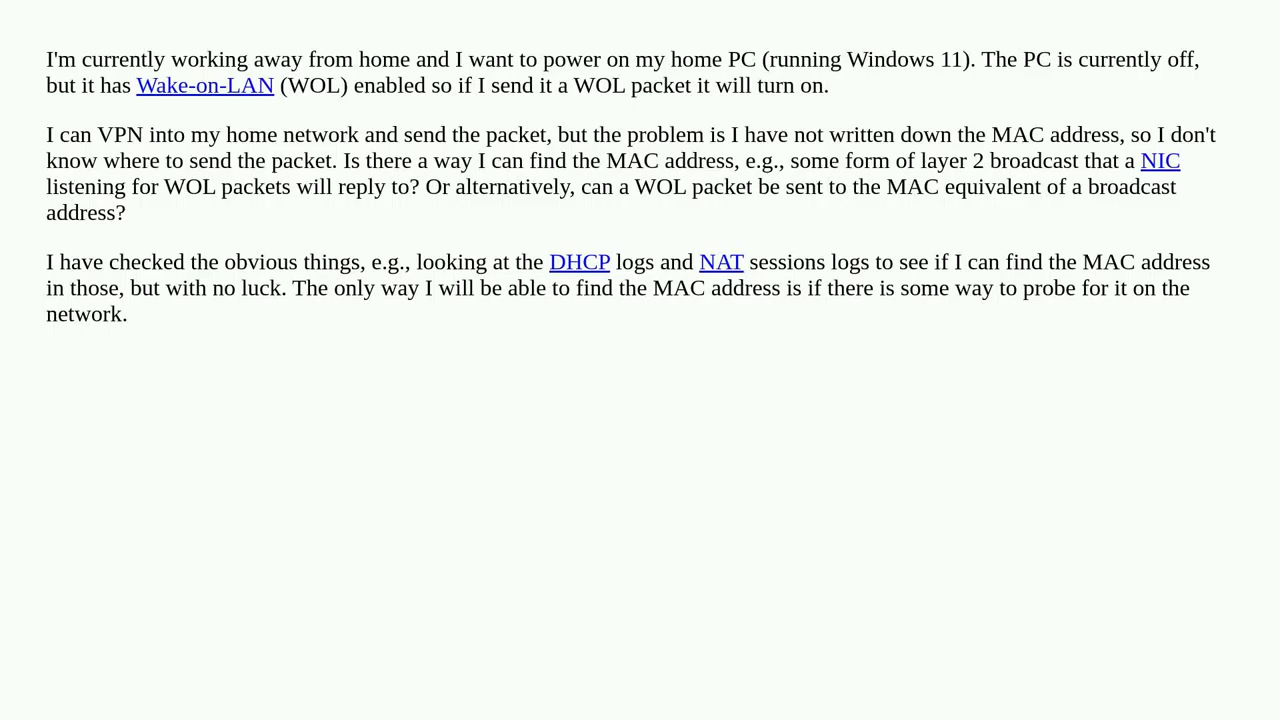 I'm currently working away from home and I want to power on my home PC (running Windows 11). The PC is currently off,
but it has Wake-on-LAN (WOL) enabled so if I send it a WOL packet it will turn on.
I can VPN into my home network and send the packet, but the problem is I have not written down the MAC address, so I don't
know where to send the packet. Is there a way I can find the MAC address, e.g., some form of layer 2 broadcast that a NIC
listening for WOL packets will reply to? Or alternatively, can a WOL packet be sent to the MAC equivalent of a broadcast
address?
I have checked the obvious things, e.g., looking at the DHCP logs and NAT sessions logs to see if I can find the MAC address
in those, but with no luck. The only way I will be able to find the MAC address is if there is some way to probe for it on the
network.